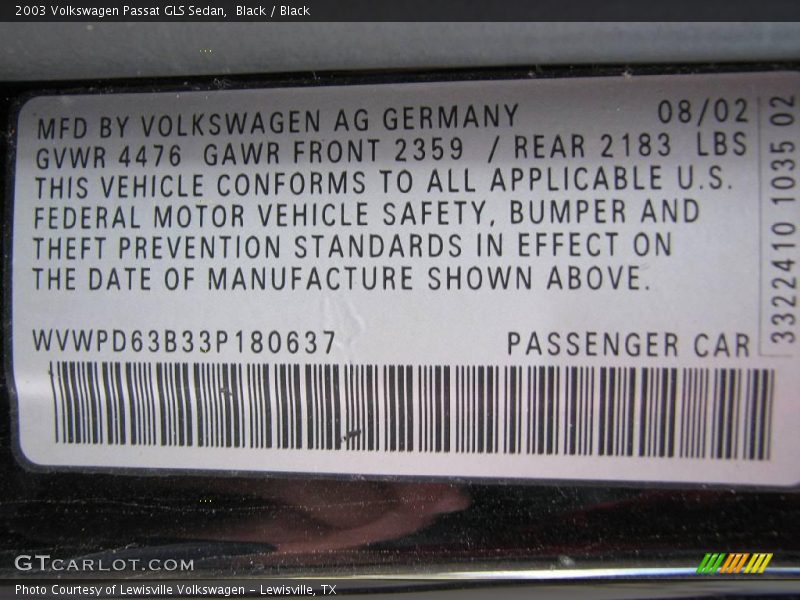 2003 Volkswagen Passat GLS Sedan, Black / Black
MFD BY VOLKSWAGEN AG GERMANY 08/02
GVWR 4476 GAWR FRONT 2359 / REAR 2183 LBS
THIS VEHICLE CONFORMS TO ALL APPLICABLE U.S.
FEDERAL MOTOR VEHICLE SAFETY, BUMPER AND
THEFT PREVENTION STANDARDS IN EFFECT ON
THE DATE OF MANUFACTURE SHOWN ABOVE.
WVWPD63B33P180637 PASSENGER CAR
3322410 1035 02
GTCARLOT.COM
Photo Courtesy of Lewisville Volkswagen - Lewisville, TX